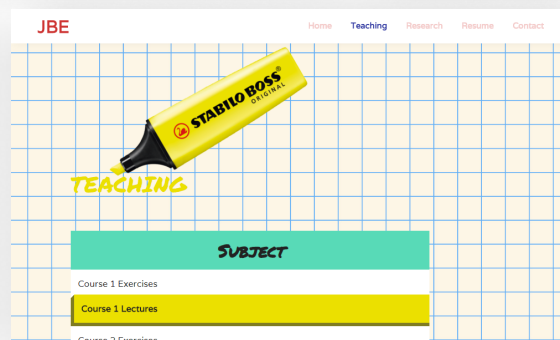 JBE
Home Teaching Research Resume Contact
STABILO BOSS®
ORIGINAL
TEACHING
SUBJECT
Course 1 Exercises
Course 1 Lectures